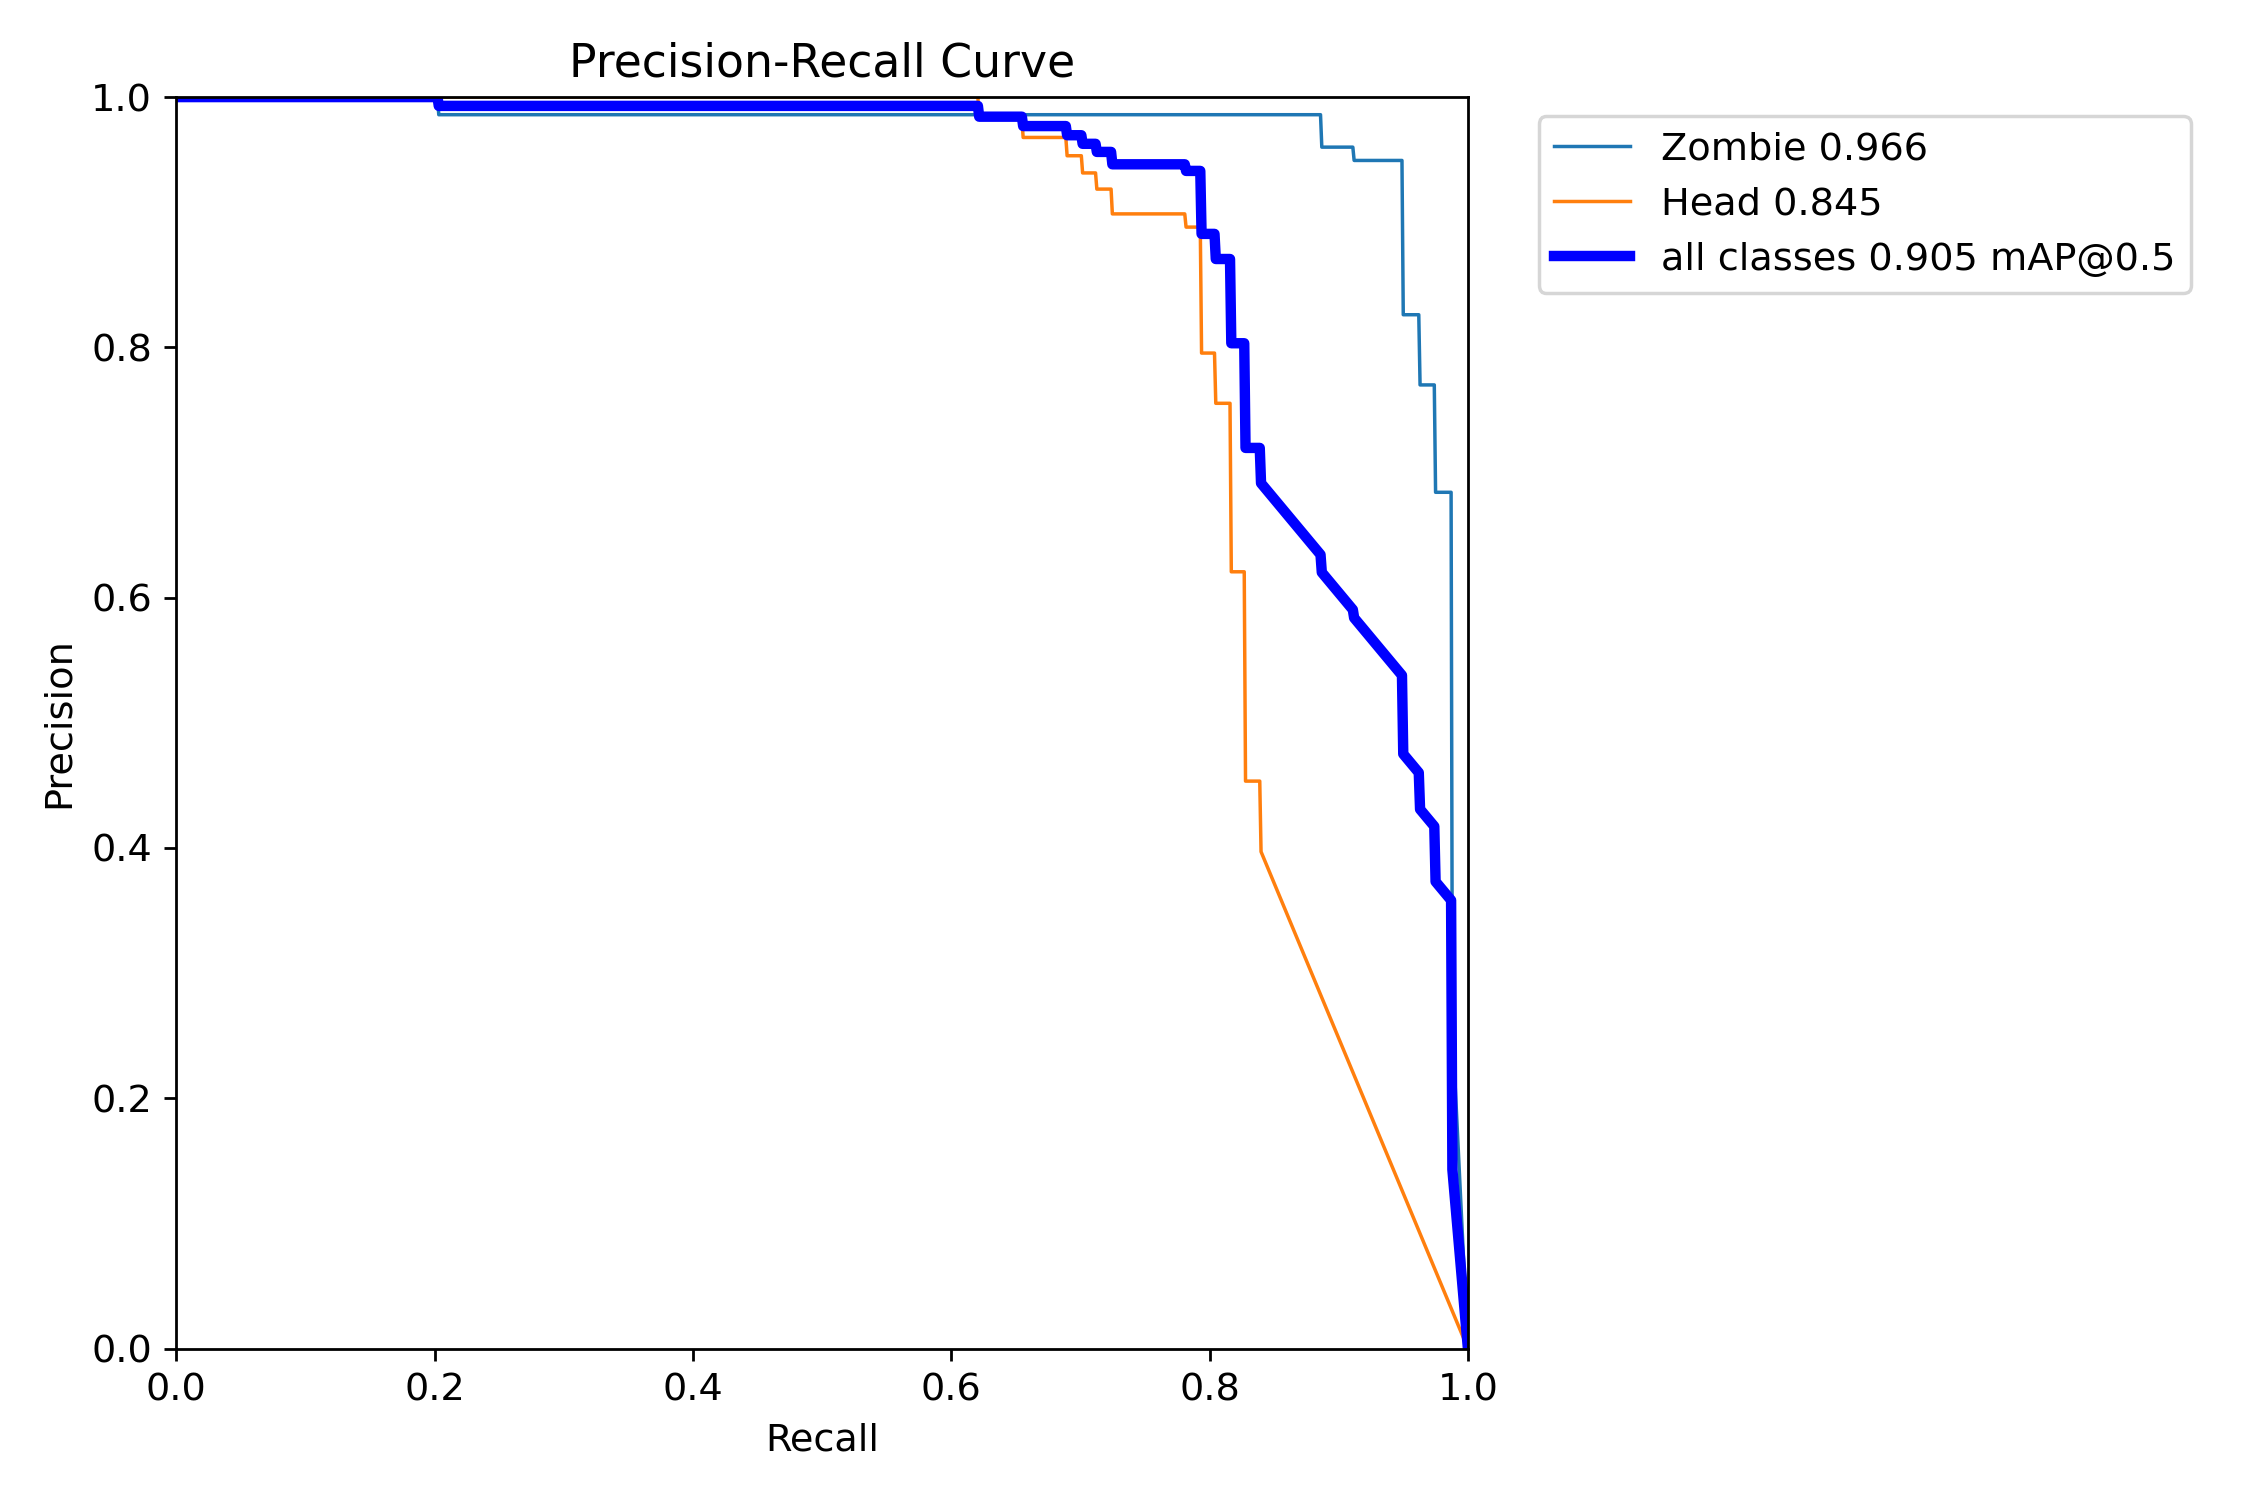 Precision-Recall Curve
1.0
0.8
0.6
0.4
0.2
0.0
Precision
0.0 0.2 0.4 0.6 0.8 1.0
Recall
Zombie 0.966
Head 0.845
all classes 0.905 mAP@0.5